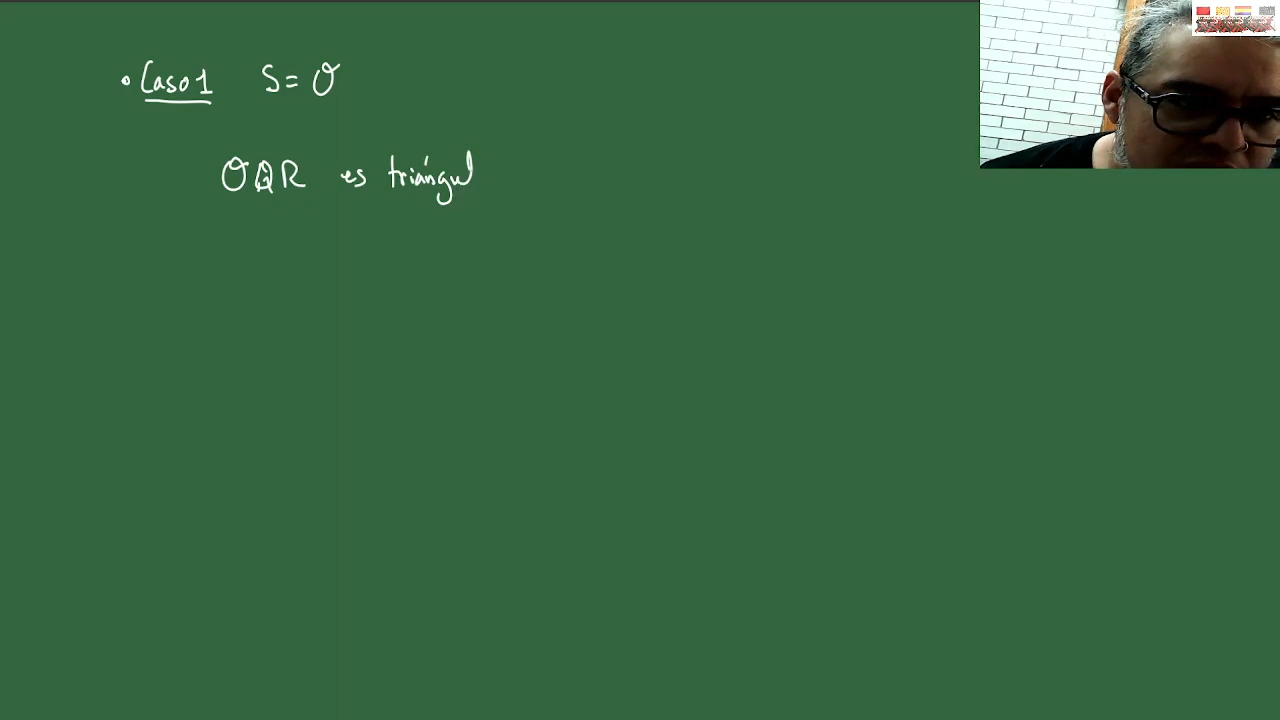 • Caso 1 S = O
OQR es triángul